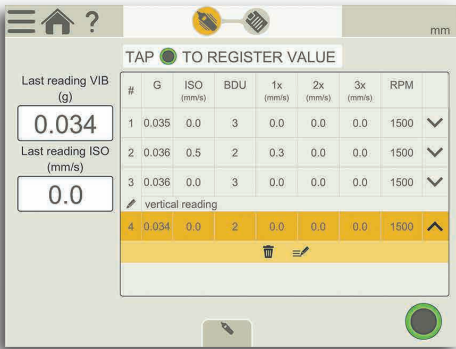 ?
mm
TAP TO REGISTER VALUE
Last reading VIB
(g)
0.034
Last reading ISO
(mm/s)
0.0
# G ISO BDU 1x 2x 3x RPM
(mm/s) (mm/s) (mm/s) (mm/s)
1 0.035 0.0 3 0.0 0.0 0.0 1500
2 0.036 0.5 2 0.3 0.0 0.0 1500
3 0.036 0.0 3 0.0 0.0 0.0 1500
vertical reading
4 0.034 0.0 2 0.0 0.0 0.0 1500